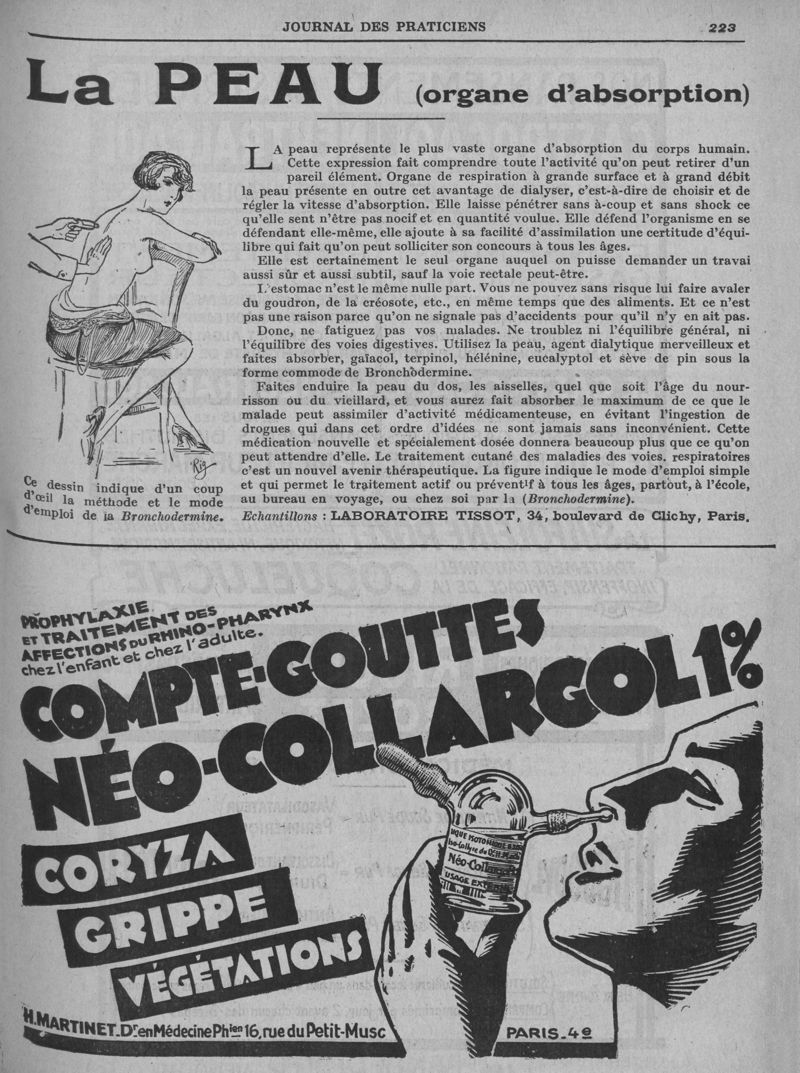 JOURNAL DES PRATICIENS 223
La PEAU (organe d'absorption)
LA peau représente le plus vaste organe d'absorption du corps humain.
Cette expression fait comprendre toute l'activité qu'on peut retirer d'un
pareil élément. Organe de respiration à grande surface et à grand débit
la peau présente en outre cet avantage de dialyser, c'est-à-dire de choisir et de
régler la vitesse d'absorption. Elle laisse pénétrer sans à-coup et sans shock ce
qu'elle sent n'être pas nocif et en quantité voulue. Elle défend l'organisme en se
défendant elle-même, elle ajoute à sa facilité d'assimilation une certitude d'équi-
libre qui fait qu'on peut solliciter son concours à tous les âges.
Elle est certainement le seul organe auquel on puisse demander un travai
aussi sûr et aussi subtil, sauf la voie rectale peut-être.
L'estomac n'est le même nulle part. Vous ne pouvez sans risque lui faire avaler
du goudron, de la créosote, etc., en même temps que des aliments. Et ce n'est
pas une raison parce qu'on ne signale pas d'accidents pour qu'il n'y en ait pas.
Donc, ne fatiguez pas vos malades. Ne troublez ni l'équilibre général, ni
l'équilibre des voies digestives. Utilisez la peau, agent dialytique merveilleux et
faites absorber, gaïacol, terpinol, hélénine, eucalyptol et sève de pin sous la
forme commode de Bronchodermine.
Faites enduire la peau du dos, les aisselles, quel que soit l'âge du nour-
risson ou du vieillard, et vous aurez fait absorber le maximum de ce que le
malade peut assimiler d'activité médicamenteuse, en évitant l'ingestion de
drogues qui dans cet ordre d'idées ne sont jamais sans inconvénient. Cette
médication nouvelle et spécialement dosée donnera beaucoup plus que ce qu'on
peut attendre d'elle. Le traitement cutané des maladies des voies. respiratoires
c'est un nouvel avenir thérapeutique. La figure indique le mode d'emploi simple
et qui permet le traitement actif ou préventif à tous les âges, partout, à l'école,
au bureau en voyage, ou chez soi par la (Bronchodermine).
Echantillons : LABORATOIRE TISSOT, 34, boulevard de Clichy, Paris.
Rig
Ce dessin indique d'un coup
d'œil la méthode et le mode
d'emploi de la Bronchodermine.
PROPHYLAXIE
ET TRAITEMENT DES
AFFECTIONS DU RHINO-PHARYNX
chez l'enfant et chez l'adulte.
COMPTE-GOUTTES
NÉO-COLLARGOL 1%
Néo-Collargol
USAGE EXTERNE
CORYZA
GRIPPE
VÉGÉTATIONS
H. MARTINET_Dr en Médecine Phien 16, rue du Petit-Musc PARIS_4e